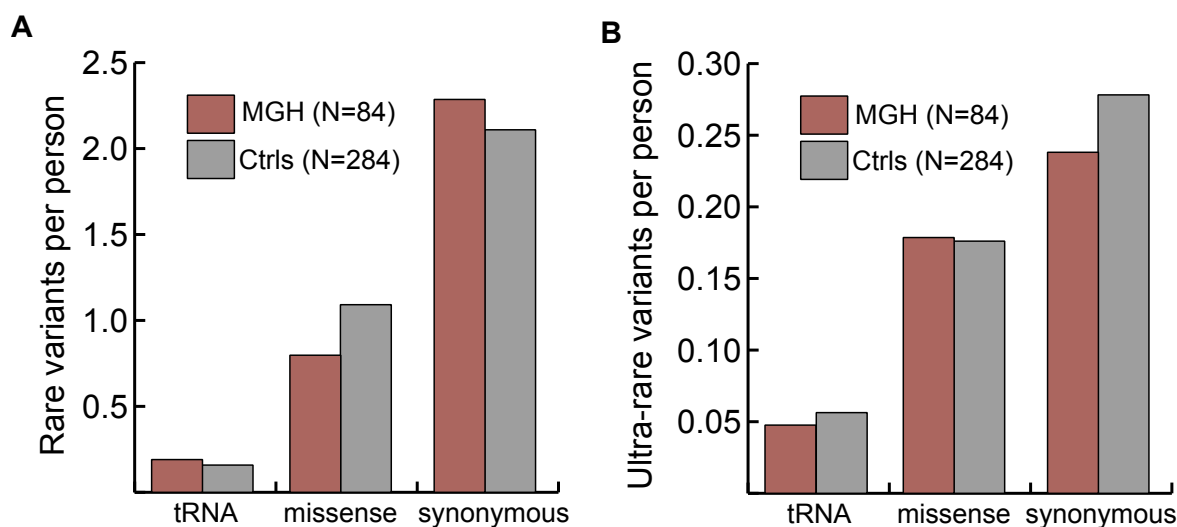 A
Rare variants per person
2.5
2.0
1.5
1.0
0.5
MGH (N=84)
Ctrls (N=284)
tRNA
missense
synonymous
B
Ultra-rare variants per person
0.30
0.25
0.20
0.15
0.10
0.05
MGH (N=84)
Ctrls (N=284)
tRNA
missense
synonymous